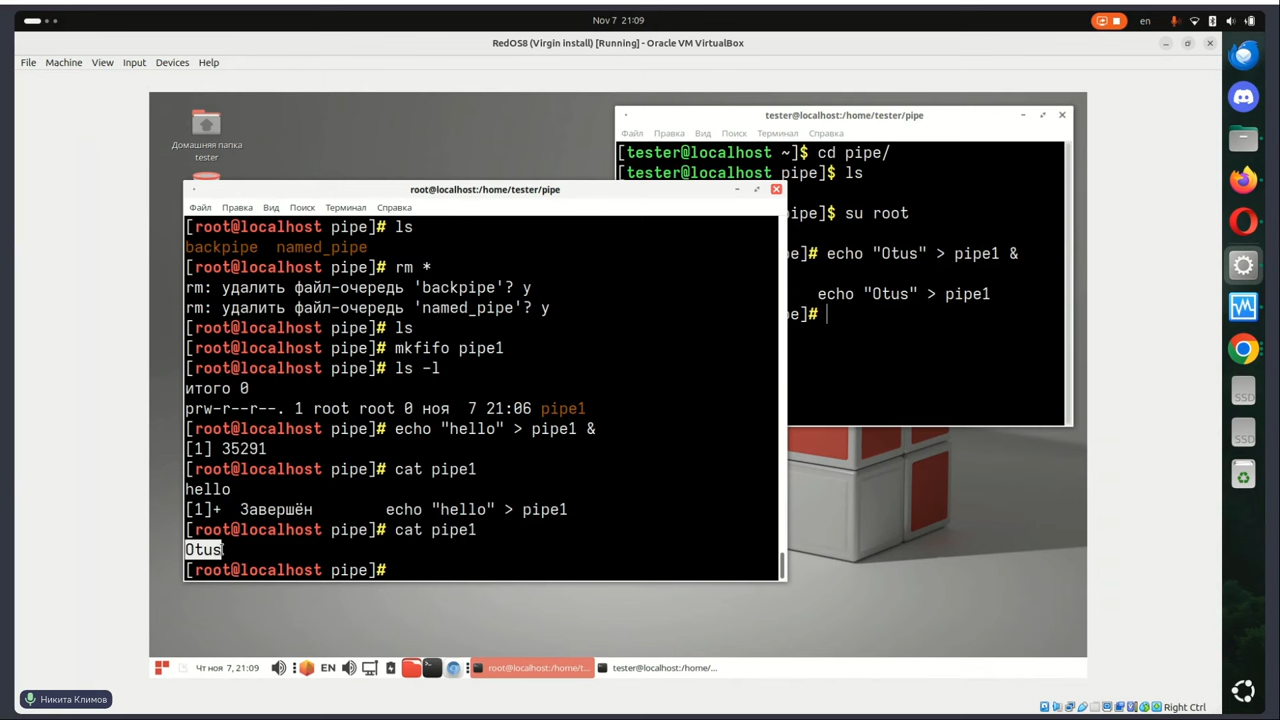 Nov 7 21:09
en
RedOS8 (Virgin install) [Running] - Oracle VM VirtualBox
File Machine View Input Devices Help
Домашняя папка
tester
tester@localhost:/home/tester/pipe
Файл Правка Вид Поиск Терминал Справка
[tester@localhost ~]$ cd pipe/
[tester@localhost pipe]$ ls
pipe]$ su root
pe]# echo "Otus" > pipe1 &
echo "Otus" > pipe1
pe]#
root@localhost:/home/tester/pipe
Файл Правка Вид Поиск Терминал Справка
[root@localhost pipe]# ls
backpipe named_pipe
[root@localhost pipe]# rm *
rm: удалить файл-очередь 'backpipe'? y
rm: удалить файл-очередь 'named_pipe'? y
[root@localhost pipe]# ls
[root@localhost pipe]# mkfifo pipe1
[root@localhost pipe]# ls -l
итого 0
prw-r--r--. 1 root root 0 ноя 7 21:06 pipe1
[root@localhost pipe]# echo "hello" > pipe1 &
[1] 35291
[root@localhost pipe]# cat pipe1
hello
[1]+ Завершён echo "hello" > pipe1
[root@localhost pipe]# cat pipe1
Otus
[root@localhost pipe]#
Чт ноя 7, 21:09
EN
root@localhost:/home/t...
tester@localhost:/home/...
Никита Климов
Right Ctrl
SSD
SSD